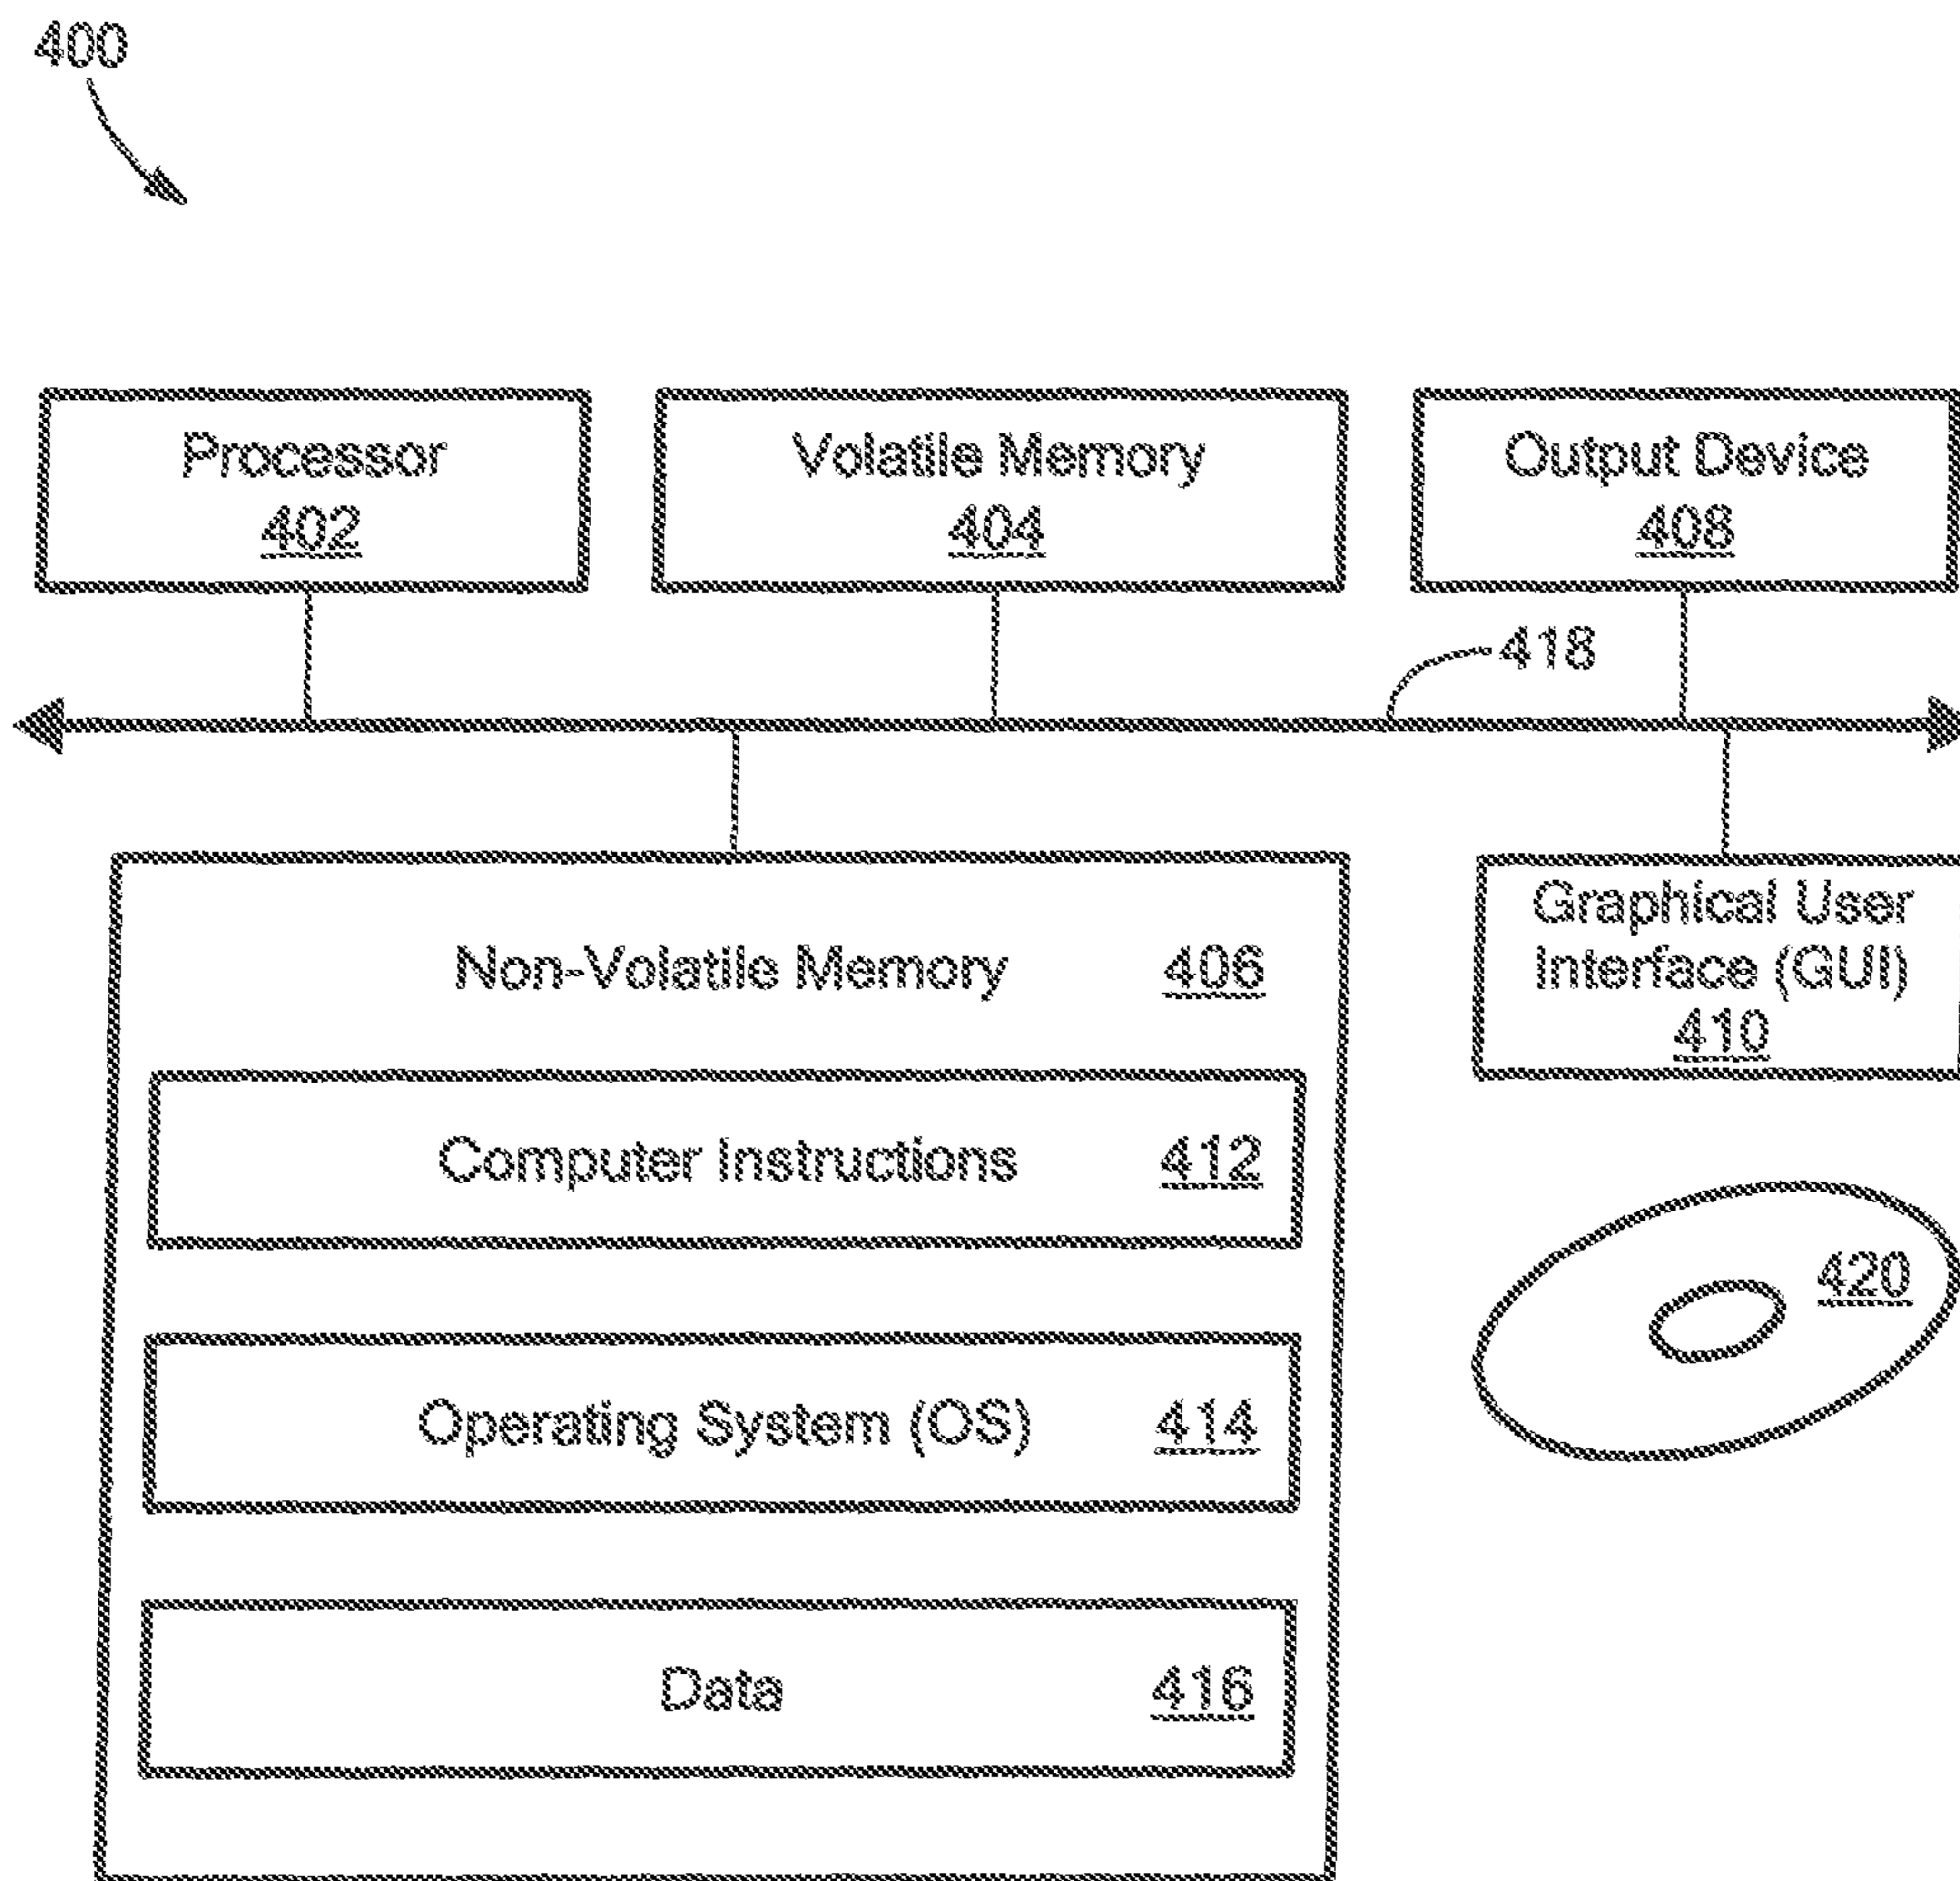 400
Processor
402
Volatile Memory
404
Output Device
408
418
Non-Volatile Memory 406
Graphical User
Interface (GUI)
410
Computer Instructions 412
420
Operating System (OS) 414
Data 416